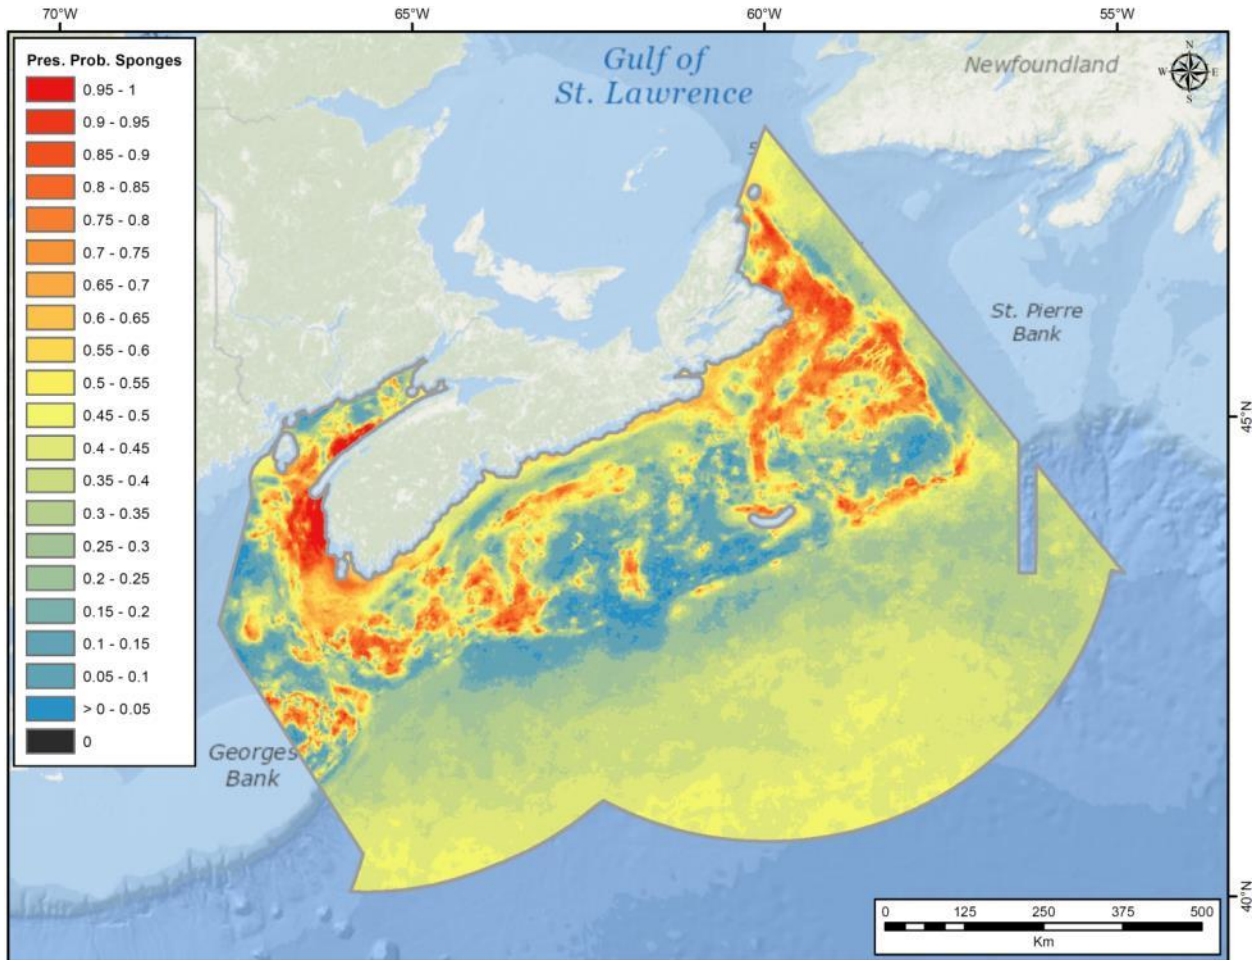 70°W
65°W
60°W
55°W
Pres. Prob. Sponges
0.95 - 1
0.9 - 0.95
0.85 - 0.9
0.8 - 0.85
0.75 - 0.8
0.7 - 0.75
0.65 - 0.7
0.6 - 0.65
0.55 - 0.6
0.5 - 0.55
0.45 - 0.5
0.4 - 0.45
0.35 - 0.4
0.3 - 0.35
0.25 - 0.3
0.2 - 0.25
0.15 - 0.2
0.1 - 0.15
0.05 - 0.1
> 0 - 0.05
0
Gulf of
St. Lawrence
Newfoundland
N
W E
S
S
St. Pierre
Bank
45°N
Georges
Bank
40°N
0 125 250 375 500
Km